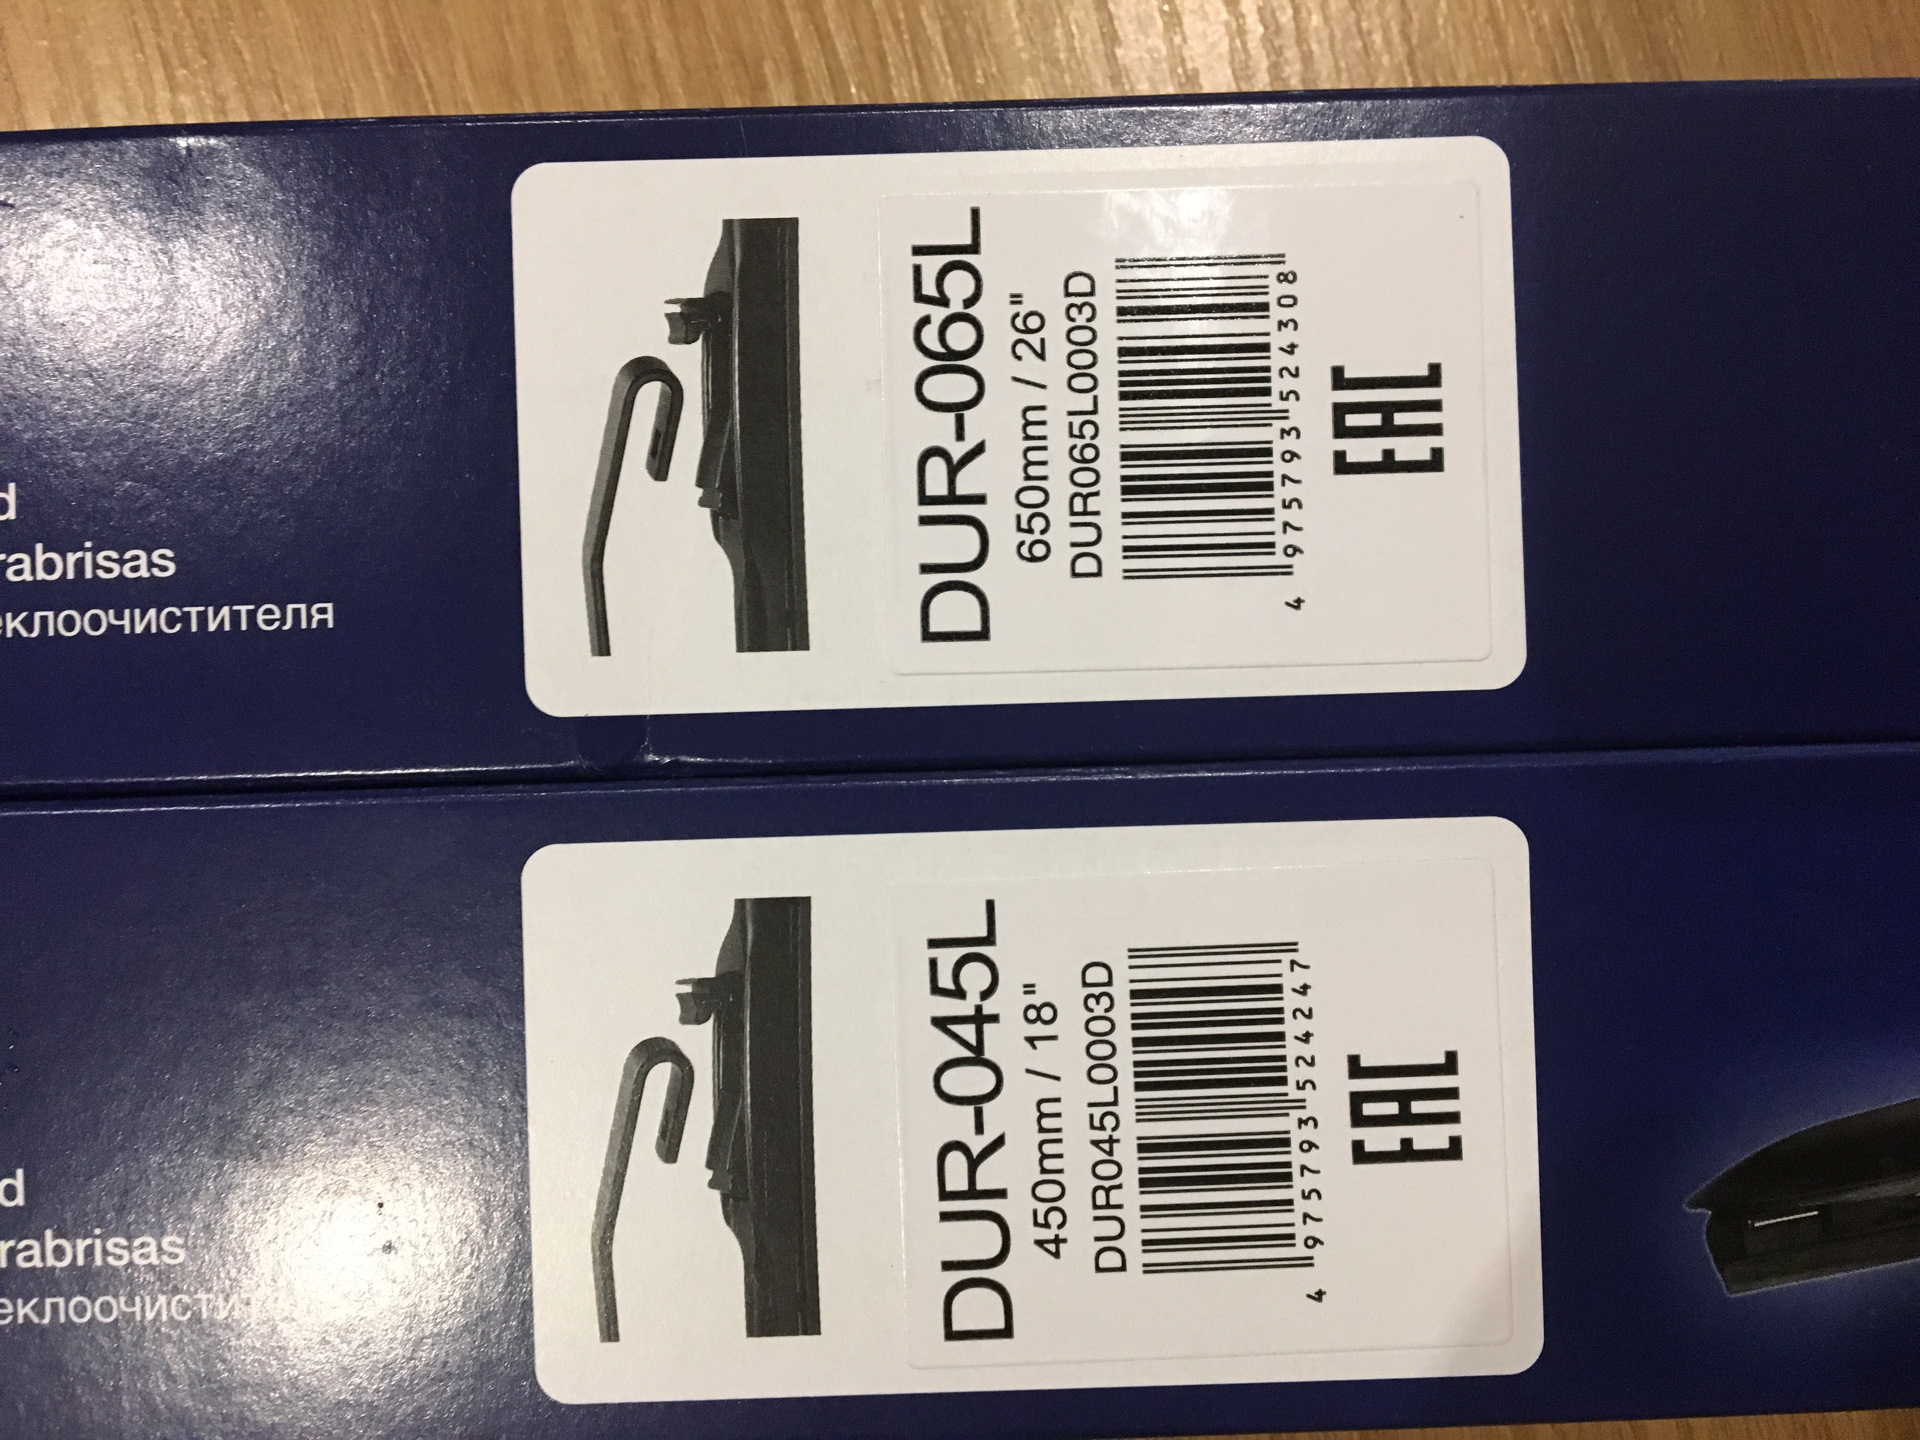 DUR-065L
650mm / 26"
DUR065L0003D
4 975793 524308
EAC
d
rabrisas
еклоочистителя
DUR-045L
450mm / 18"
DUR045L0003D
4 975793 524247
EAC
d
rabrisas
еклоочисти